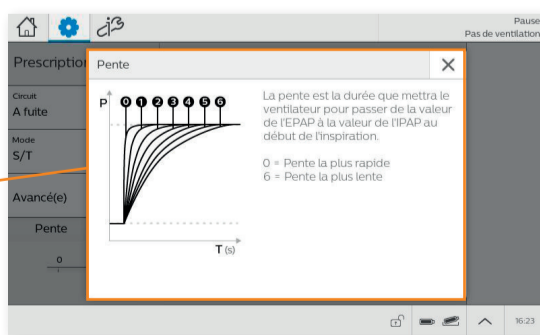 Pause
Pas de ventilation
Prescription
Pente
Circuit
A fuite
Mode
S/T
Avancé(e)
Pente
0
P
0 1 2 3 4 5 6
T (s)
La pente est la durée que mettra le
ventilateur pour passer de la valeur
de l'EPAP à la valeur de l'IPAP au
début de l'inspiration.
0 = Pente la plus rapide
6 = Pente la plus lente
16:23